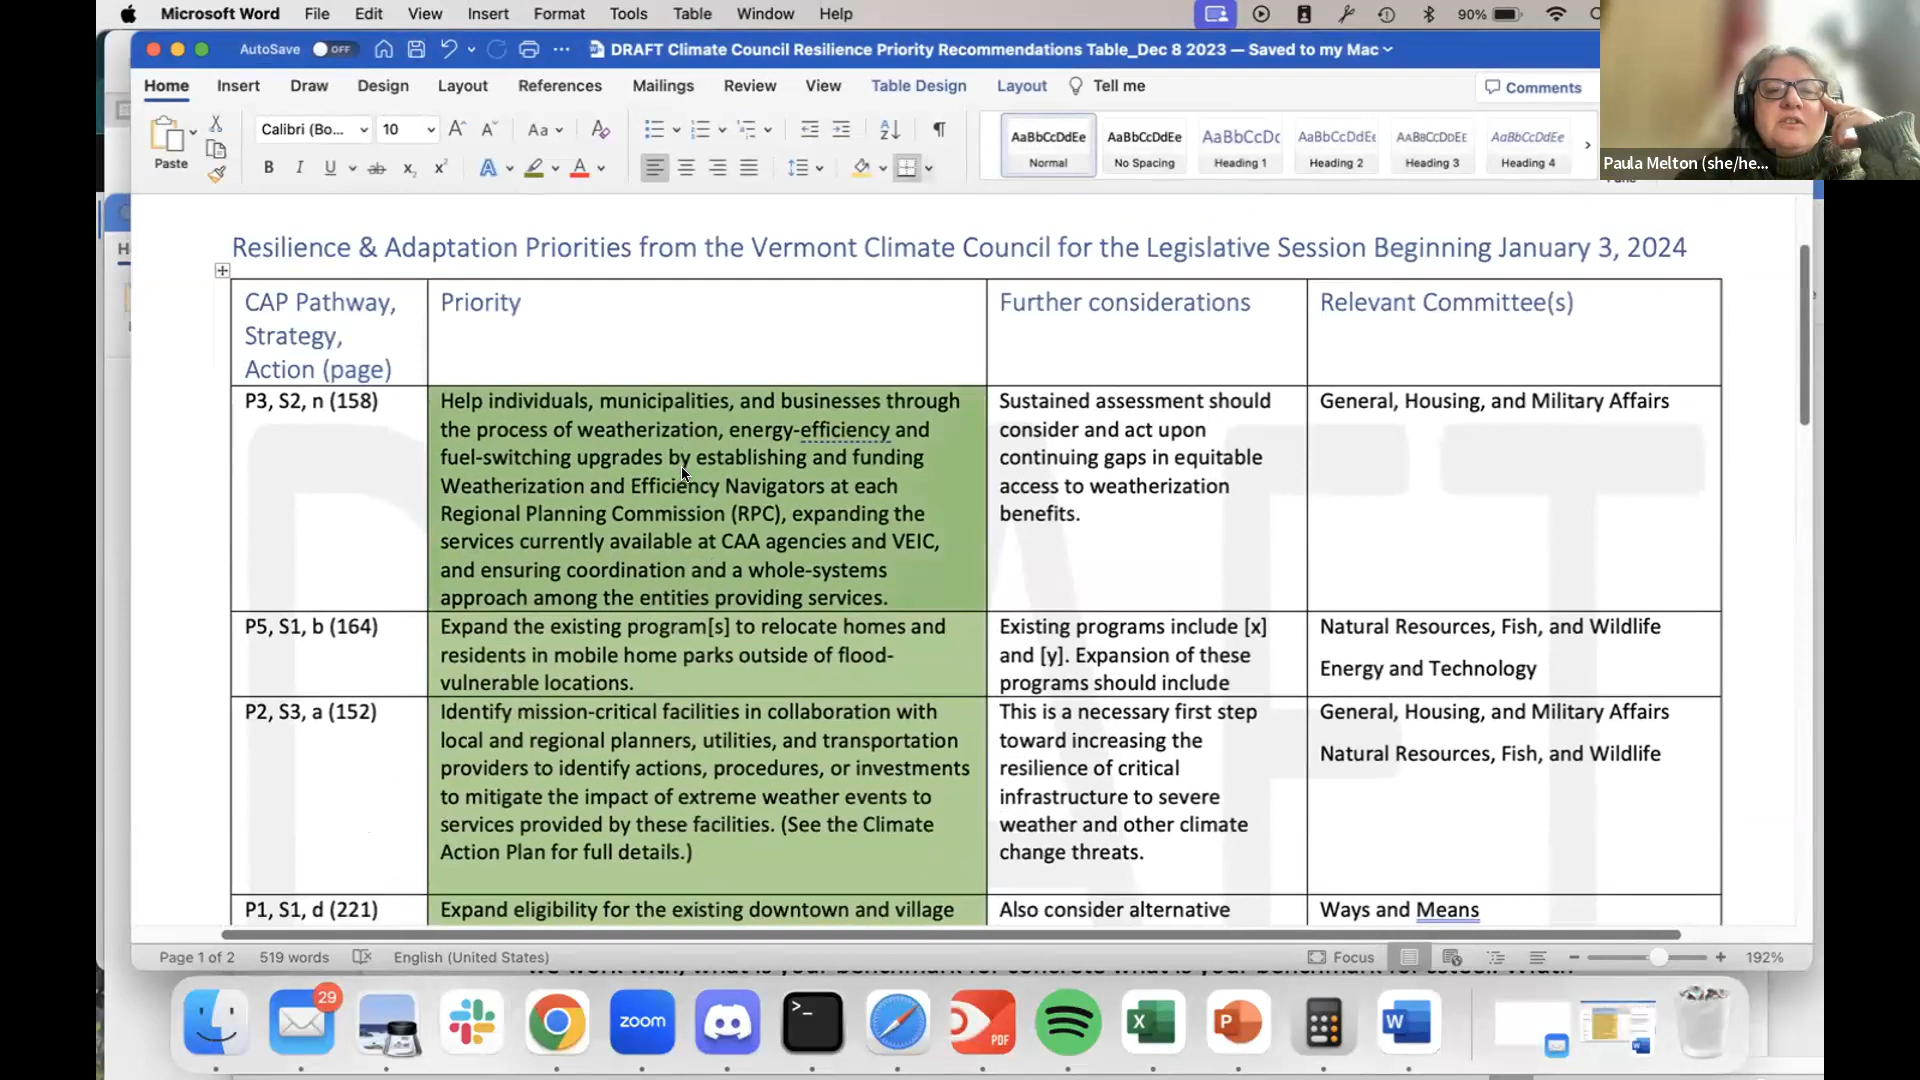 Microsoft Word File Edit View Insert Format Tools Table Window Help 90%
AutoSave OFF DRAFT Climate Council Resilience Priority Recommendations Table_Dec 8 2023 — Saved to my Mac
Home Insert Draw Design Layout References Mailings Review View Table Design Layout Tell me Comments
Paste Calibri (Bo... 10 Aa
AaBbCcDdEe AaBbCcDdEe AaBbCcDc AaBbCcDdEe AaBbCcDdEe AaBbCcDdEe
Normal No Spacing Heading 1 Heading 2 Heading 3 Heading 4
Paula Melton (she/he...
Resilience & Adaptation Priorities from the Vermont Climate Council for the Legislative Session Beginning January 3, 2024
CAP Pathway,
Strategy,
Action (page)
Priority
Further considerations
Relevant Committee(s)
P3, S2, n (158)
Help individuals, municipalities, and businesses through
the process of weatherization, energy-efficiency and
fuel-switching upgrades by establishing and funding
Weatherization and Efficiency Navigators at each
Regional Planning Commission (RPC), expanding the
services currently available at CAA agencies and VEIC,
and ensuring coordination and a whole-systems
approach among the entities providing services.
Sustained assessment should
consider and act upon
continuing gaps in equitable
access to weatherization
benefits.
General, Housing, and Military Affairs
P5, S1, b (164)
Expand the existing program[s] to relocate homes and
residents in mobile home parks outside of flood-
vulnerable locations.
Existing programs include [x]
and [y]. Expansion of these
programs should include
Natural Resources, Fish, and Wildlife
Energy and Technology
P2, S3, a (152)
Identify mission-critical facilities in collaboration with
local and regional planners, utilities, and transportation
providers to identify actions, procedures, or investments
to mitigate the impact of extreme weather events to
services provided by these facilities. (See the Climate
Action Plan for full details.)
This is a necessary first step
toward increasing the
resilience of critical
infrastructure to severe
weather and other climate
change threats.
General, Housing, and Military Affairs
Natural Resources, Fish, and Wildlife
P1, S1, d (221)
Expand eligibility for the existing downtown and village
Also consider alternative
Ways and Means
DRAFT
Page 1 of 2 519 words English (United States) Focus 192%
29
zoom
PDF